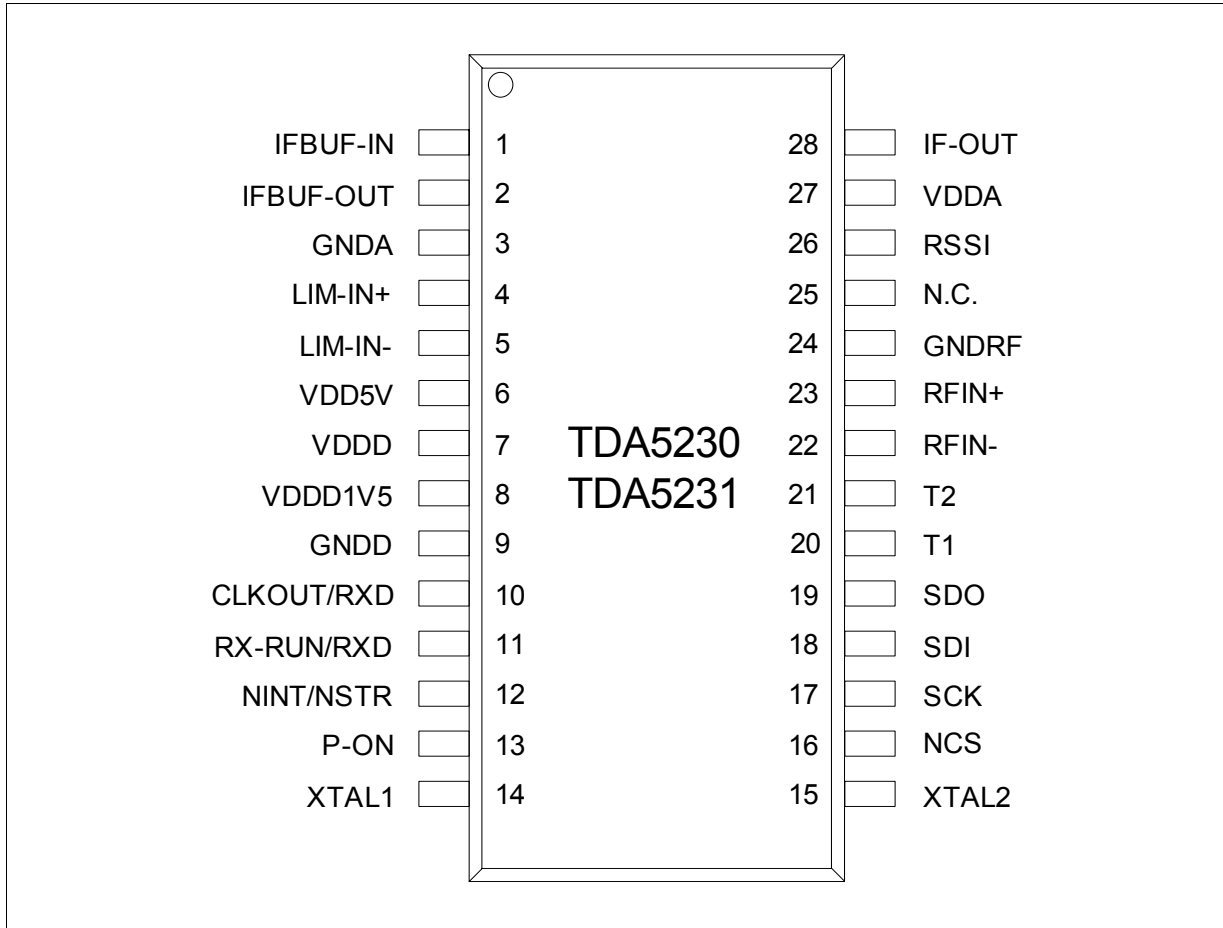 IFBUF-IN 1 28 IF-OUT
IFBUF-OUT 2 27 VDDA
GNDA 3 26 RSSI
LIM-IN+ 4 25 N.C.
LIM-IN- 5 24 GNDRF
VDD5V 6 23 RFIN+
VDDD 7 TDA5230 22 RFIN-
VDDD1V5 8 TDA5231 21 T2
GNDD 9 20 T1
CLKOUT/RXD 10 19 SDO
RX-RUN/RXD 11 18 SDI
NINT/NSTR 12 17 SCK
P-ON 13 16 NCS
XTAL1 14 15 XTAL2